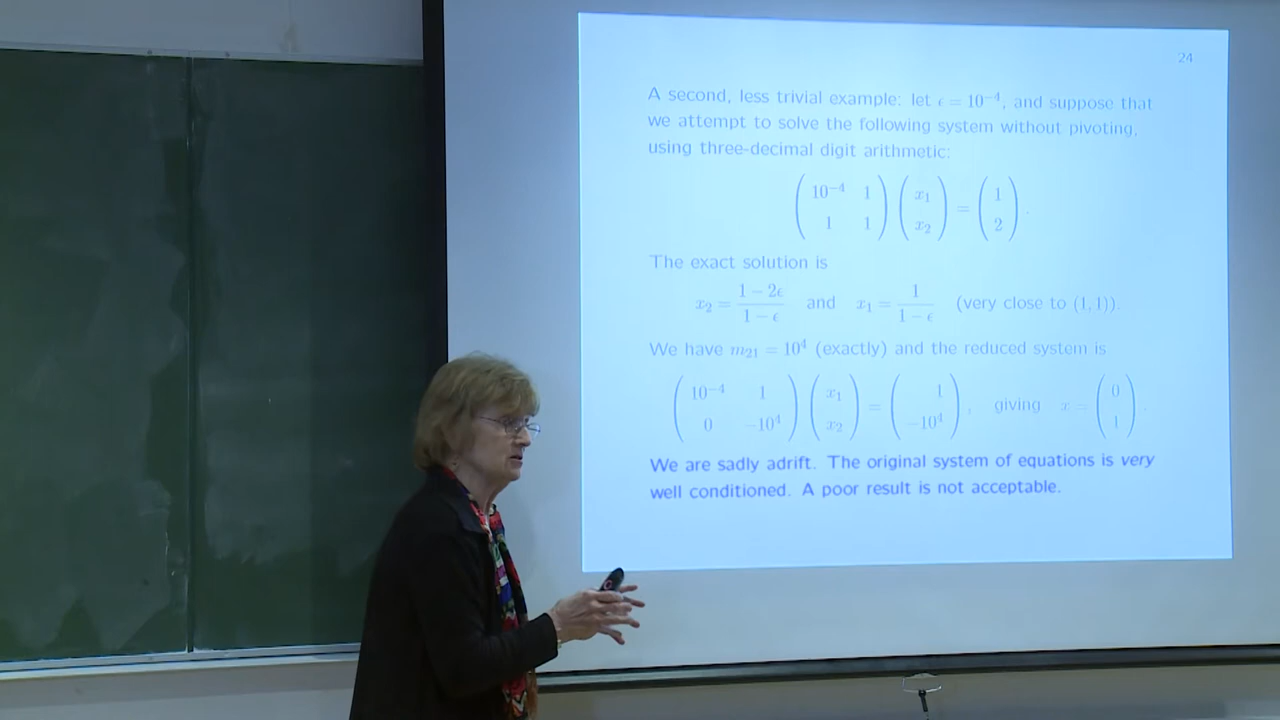 24
A second, less trivial example: let ϵ = 10⁻⁴, and suppose that
we attempt to solve the following system without pivoting,
using three-decimal digit arithmetic:
( 10⁻⁴ 1 ) ( x₁ ) = ( 1 )
( 1 1 ) ( x₂ ) ( 2 ) .
The exact solution is
x₂ = (1 − 2ϵ)/(1 − ϵ) and x₁ = 1/(1 − ϵ) (very close to (1, 1)).
We have m₂₁ = 10⁴ (exactly) and the reduced system is
( 10⁻⁴ 1 ) ( x₁ ) = ( 1 ) , giving x = ( 0 )
( 0 −10⁴ ) ( x₂ ) ( −10⁴ ) ( 1 ) .
We are sadly adrift. The original system of equations is very
well conditioned. A poor result is not acceptable.